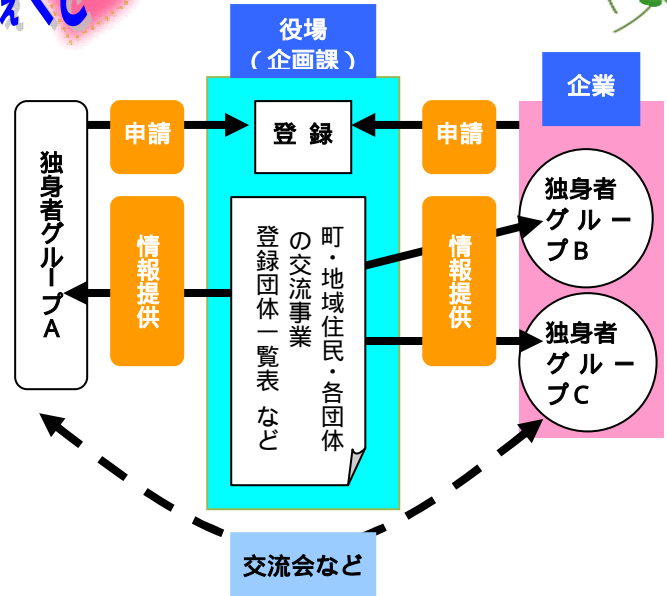 役場
（企画課）
企業
申請
登 録
申請
独身者グループA
情報提供
町・地域住民・各団体
の交流事業
登録団体一覧表 など
情報提供
独身者
グ ル ー
プB
独身者
グ ル ー
プC
交流会など